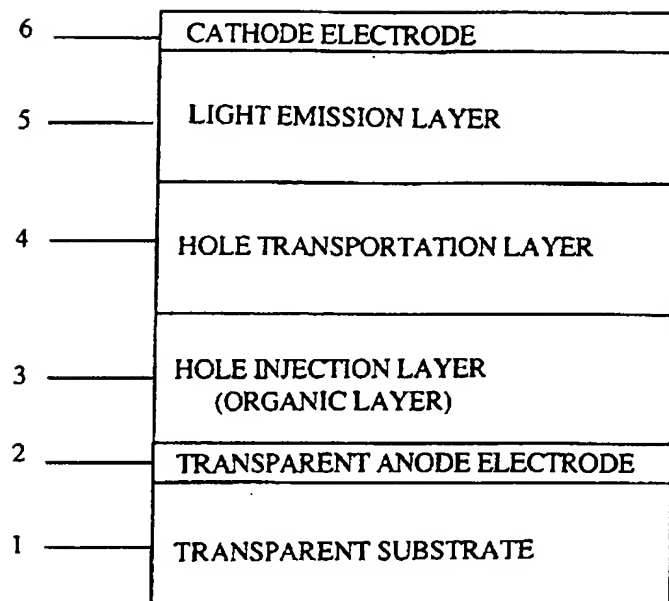 6 CATHODE ELECTRODE
5 LIGHT EMISSION LAYER
4 HOLE TRANSPORTATION LAYER
3 HOLE INJECTION LAYER
(ORGANIC LAYER)
2 TRANSPARENT ANODE ELECTRODE
1 TRANSPARENT SUBSTRATE